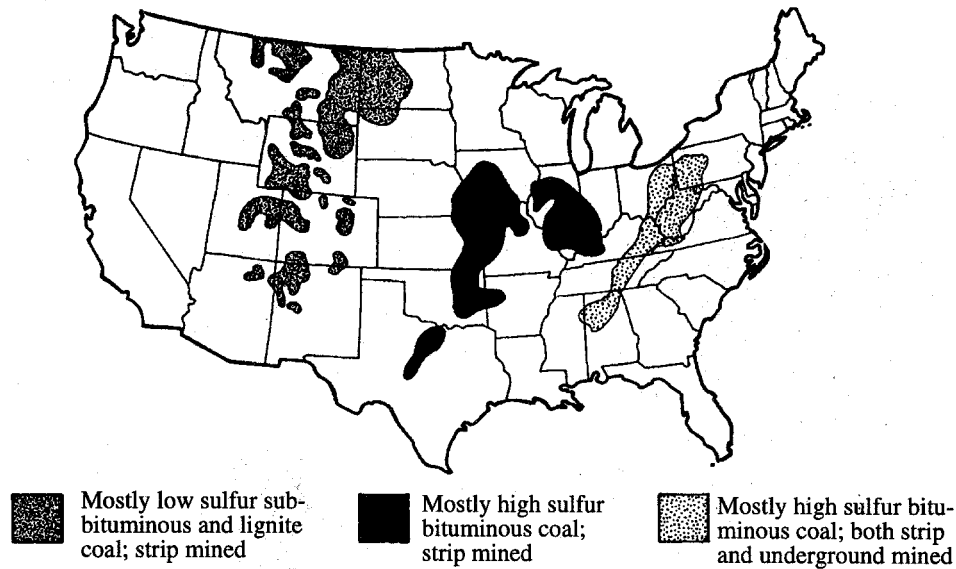 Mostly low sulfur sub-
bituminous and lignite
coal; strip mined
Mostly high sulfur
bituminous coal;
strip mined
Mostly high sulfur bitu-
minous coal; both strip
and underground mined